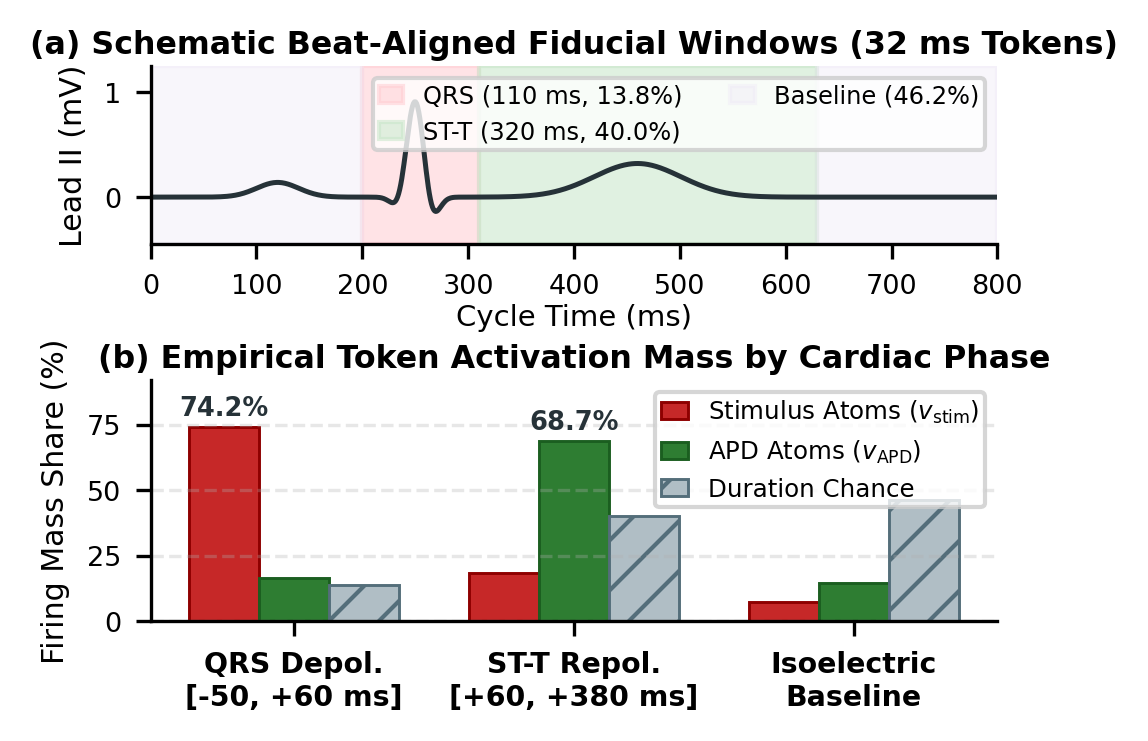 (a) Schematic Beat-Aligned Fiducial Windows (32 ms Tokens)
Lead II (mV)
1
0
QRS (110 ms, 13.8%)
ST-T (320 ms, 40.0%)
Baseline (46.2%)
0 100 200 300 400 500 600 700 800
Cycle Time (ms)
(b) Empirical Token Activation Mass by Cardiac Phase
Firing Mass Share (%)
75
50
25
0
74.2%
68.7%
Stimulus Atoms (v_stim)
APD Atoms (v_APD)
Duration Chance
QRS Depol.
[-50, +60 ms]
ST-T Repol.
[+60, +380 ms]
Isoelectric
Baseline